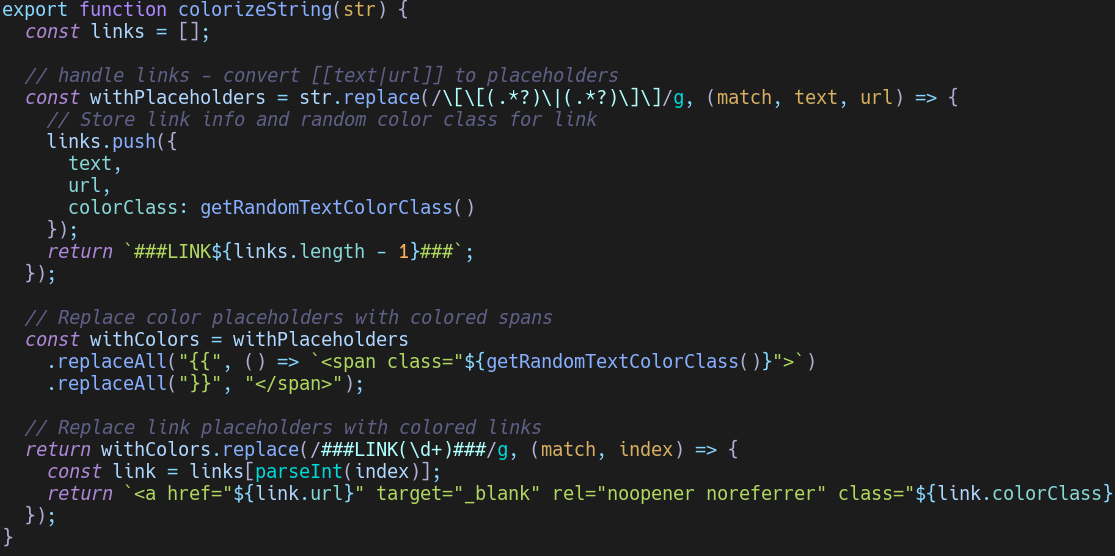 export function colorizeString(str) {
  const links = [];

  // handle links - convert [[text|url]] to placeholders
  const withPlaceholders = str.replace(/\[\[(.*?)\|(.*?)\]\]/g, (match, text, url) => {
    // Store link info and random color class for link
    links.push({
      text,
      url,
      colorClass: getRandomTextColorClass()
    });
    return `###LINK${links.length - 1}###`;
  });

  // Replace color placeholders with colored spans
  const withColors = withPlaceholders
    .replaceAll("{{", () => `<span class="${getRandomTextColorClass()}">`)
    .replaceAll("}}", "</span>");

  // Replace link placeholders with colored links
  return withColors.replace(/###LINK(\d+)###/g, (match, index) => {
    const link = links[parseInt(index)];
    return `<a href="${link.url}" target="_blank" rel="noopener noreferrer" class="${link.colorClass}
  });
}